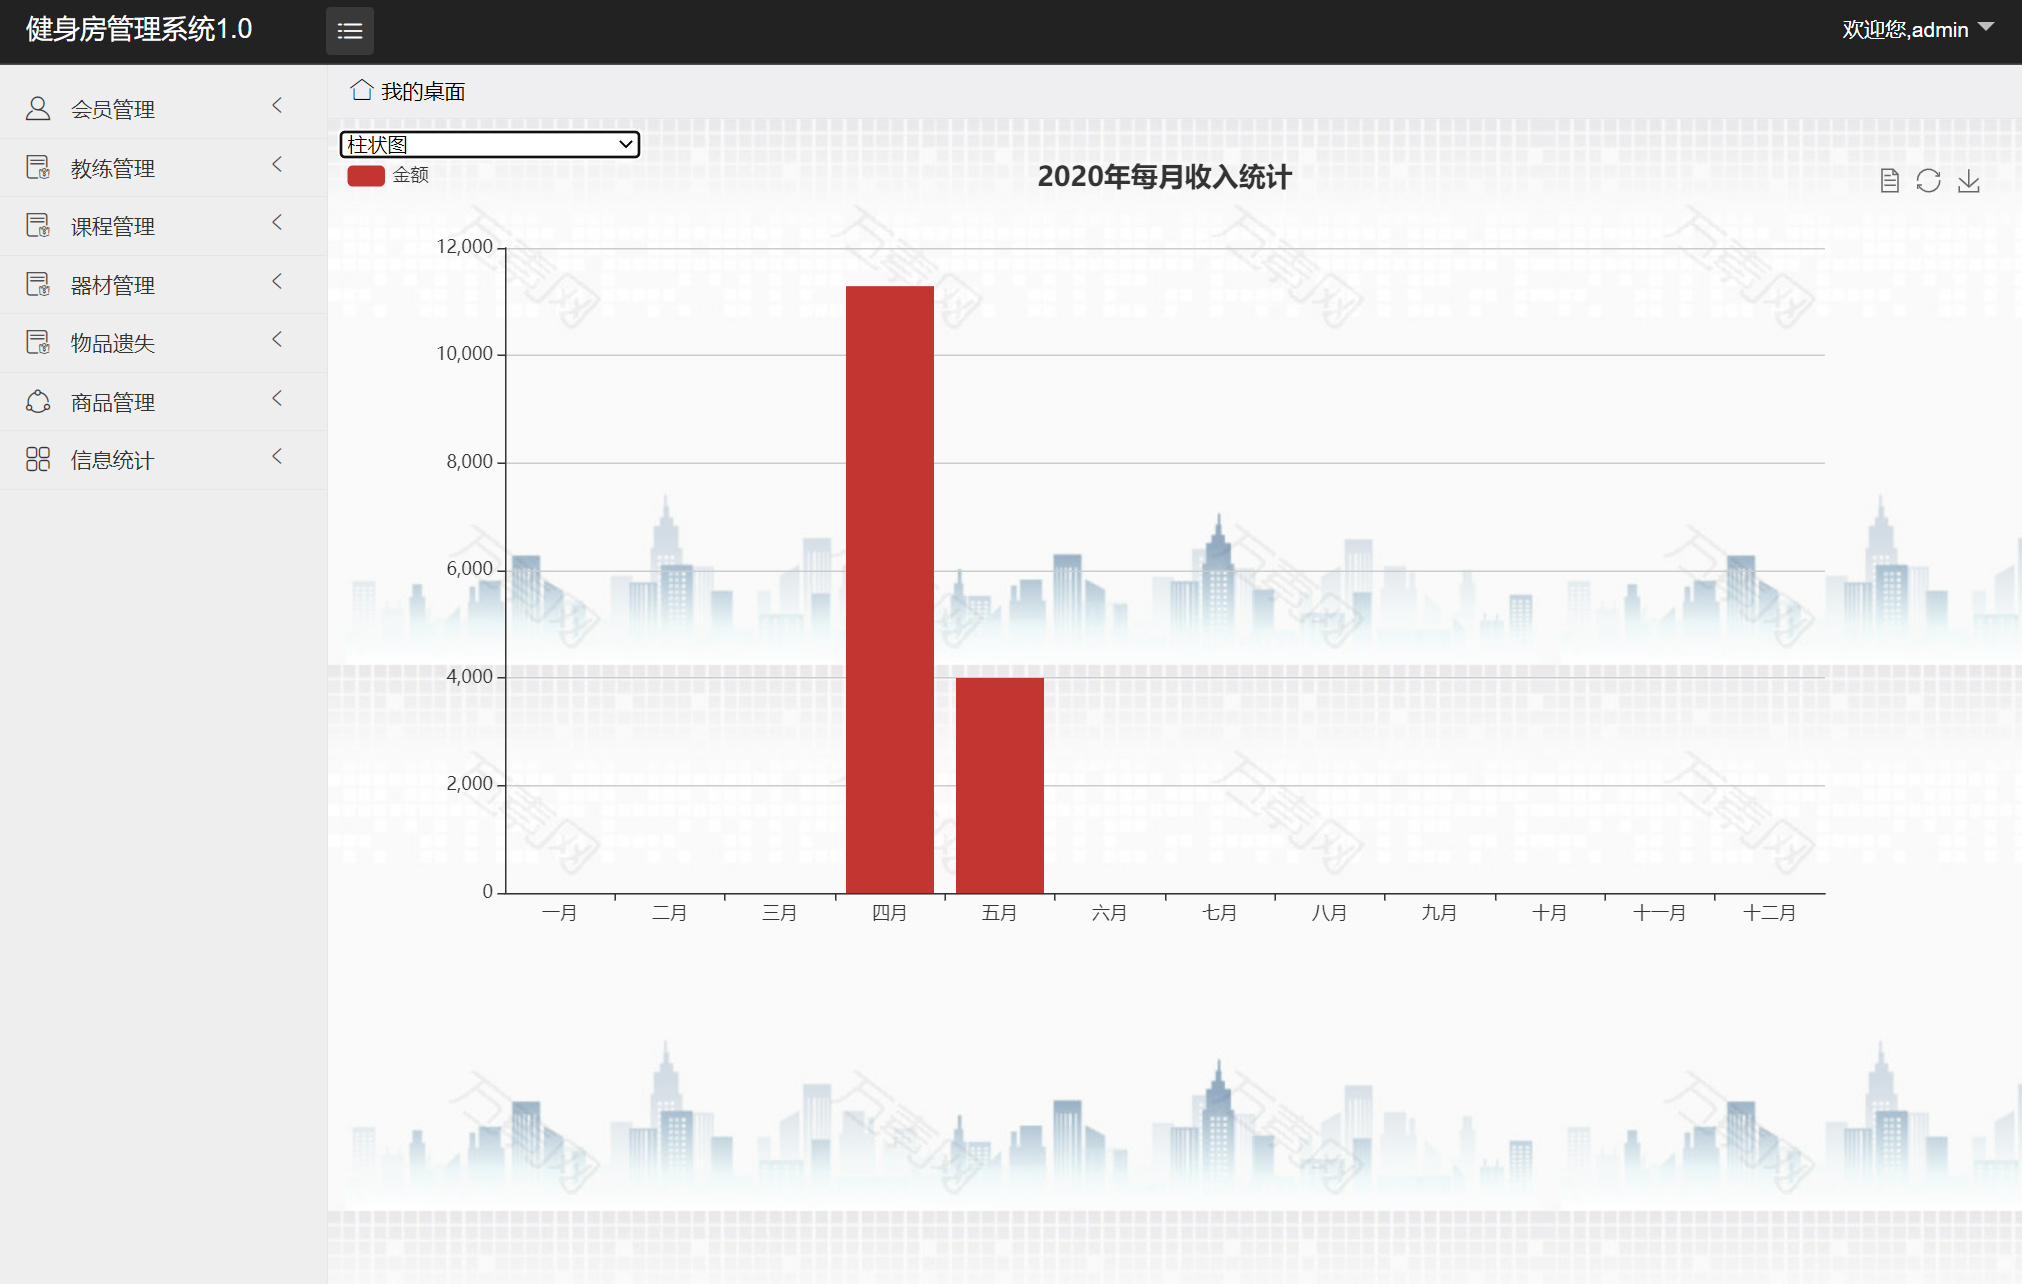 健身房管理系统1.0
欢迎您,admin
会员管理
教练管理
课程管理
器材管理
物品遗失
商品管理
信息统计
我的桌面
柱状图
金额
2020年每月收入统计
12,000
10,000
8,000
6,000
4,000
2,000
0
一月 二月 三月 四月 五月 六月 七月 八月 九月 十月 十一月 十二月